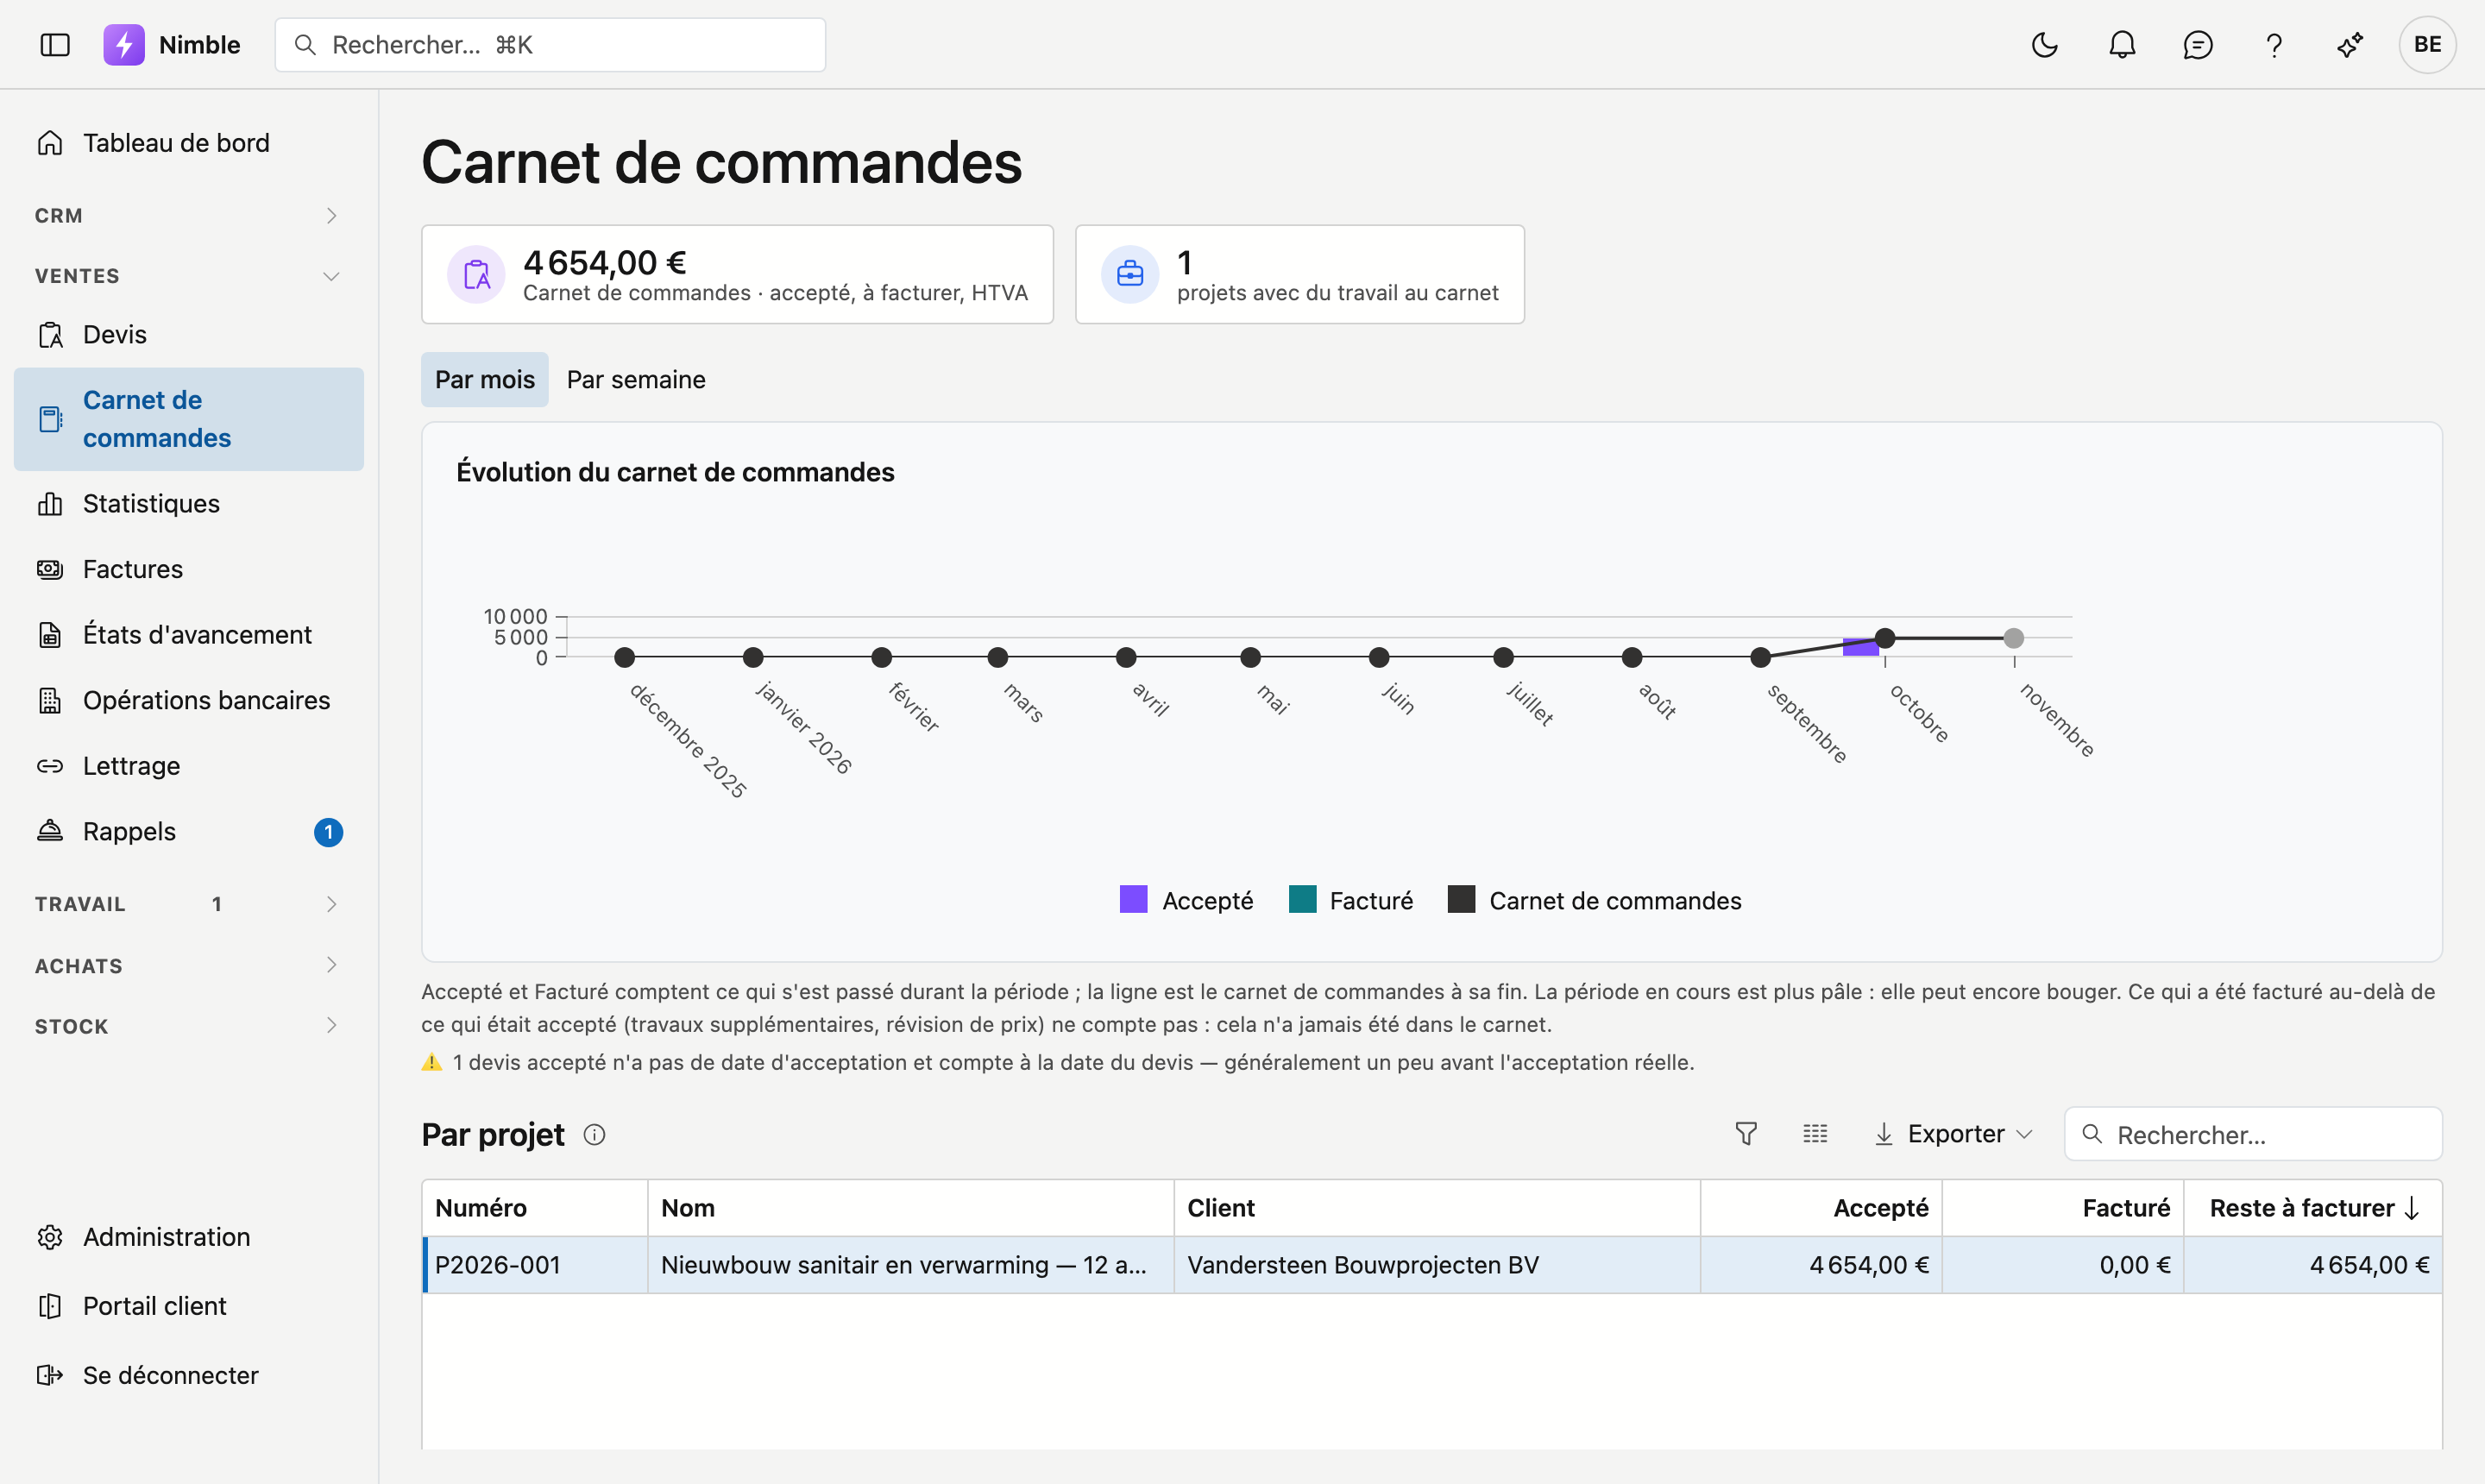 Nimble
Rechercher... ⌘K
BE
Tableau de bord
CRM
VENTES
Devis
Carnet de
commandes
Statistiques
Factures
États d'avancement
Opérations bancaires
Lettrage
Rappels
1
TRAVAIL
1
ACHATS
STOCK
Administration
Portail client
Se déconnecter
Carnet de commandes
4 654,00 €
Carnet de commandes · accepté, à facturer, HTVA
1
projets avec du travail au carnet
Par mois
Par semaine
Évolution du carnet de commandes
10 000
5 000
0
décembre 2025
janvier 2026
février
mars
avril
mai
juin
juillet
août
septembre
octobre
novembre
Accepté
Facturé
Carnet de commandes
Accepté et Facturé comptent ce qui s'est passé durant la période ; la ligne est le carnet de commandes à sa fin. La période en cours est plus pâle : elle peut encore bouger. Ce qui a été facturé au-delà de
ce qui était accepté (travaux supplémentaires, révision de prix) ne compte pas : cela n'a jamais été dans le carnet.
⚠ 1 devis accepté n'a pas de date d'acceptation et compte à la date du devis — généralement un peu avant l'acceptation réelle.
Par projet
Exporter
Rechercher...
Numéro Nom Client Accepté Facturé Reste à facturer ↓
P2026-001 Nieuwbouw sanitair en verwarming — 12 a... Vandersteen Bouwprojecten BV 4 654,00 € 0,00 € 4 654,00 €